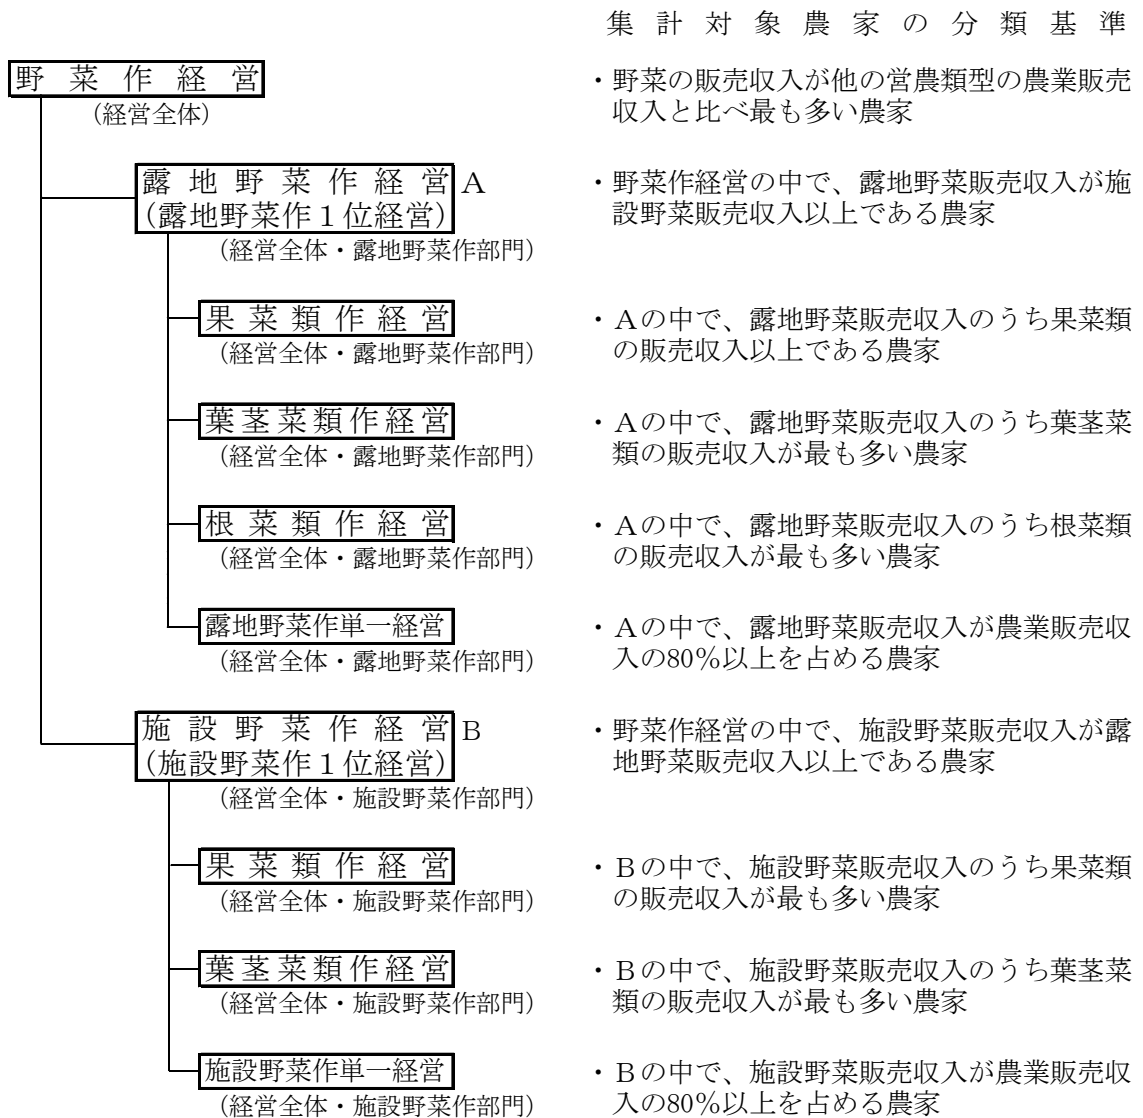 集計対象農家の分類基準
野菜作経営
(経営全体)
・野菜の販売収入が他の営農類型の農業販売
収入と比べ最も多い農家
露地野菜作経営 A
(露地野菜作1位経営)
(経営全体・露地野菜作部門)
・野菜作経営の中で、露地野菜販売収入が施
設野菜販売収入以上である農家
果菜類作経営
(経営全体・露地野菜作部門)
・Aの中で、露地野菜販売収入のうち果菜類
の販売収入以上である農家
葉茎菜類作経営
(経営全体・露地野菜作部門)
・Aの中で、露地野菜販売収入のうち葉茎菜
類の販売収入が最も多い農家
根菜類作経営
(経営全体・露地野菜作部門)
・Aの中で、露地野菜販売収入のうち根菜類
の販売収入が最も多い農家
露地野菜作単一経営
(経営全体・露地野菜作部門)
・Aの中で、露地野菜販売収入が農業販売収
入の80%以上を占める農家
施設野菜作経営 B
(施設野菜作1位経営)
(経営全体・施設野菜作部門)
・野菜作経営の中で、施設野菜販売収入が露
地野菜販売収入以上である農家
果菜類作経営
(経営全体・施設野菜作部門)
・Bの中で、施設野菜販売収入のうち果菜類
の販売収入が最も多い農家
葉茎菜類作経営
(経営全体・施設野菜作部門)
・Bの中で、施設野菜販売収入のうち葉茎菜
類の販売収入が最も多い農家
施設野菜作単一経営
(経営全体・施設野菜作部門)
・Bの中で、施設野菜販売収入が農業販売収
入の80%以上を占める農家